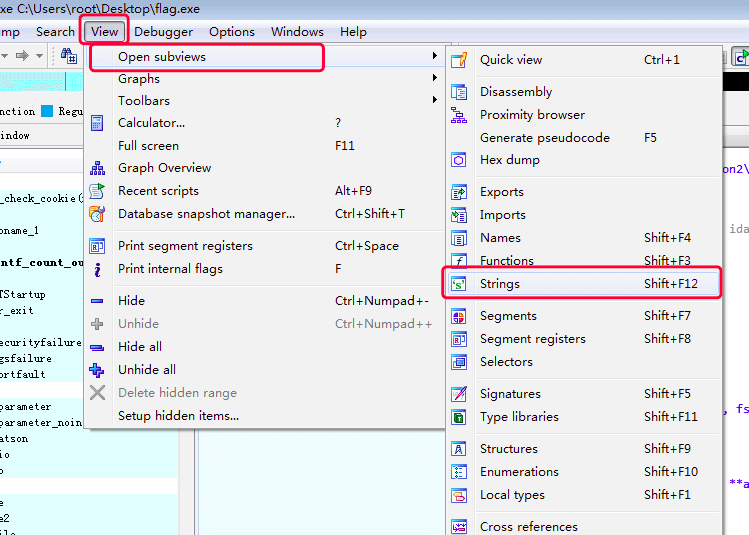 xe C:\Users\root\Desktop\flag.exe
ump Search View Debugger Options Windows Help
nction Regu
indow
_check_cookie(
oname_1
ntf_count_ou
TStartup
r_exit
ecurityfailure
gsfailure
ortfault
parameter
parameter_noin
atson
io
o
e
e2
Open subviews
Graphs
Toolbars
Calculator... ?
Full screen F11
Graph Overview
Recent scripts Alt+F9
Database snapshot manager... Ctrl+Shift+T
Print segment registers Ctrl+Space
Print internal flags F
Hide Ctrl+Numpad+-
Unhide Ctrl+Numpad++
Hide all
Unhide all
Delete hidden range
Setup hidden items...
Quick view Ctrl+1
Disassembly
Proximity browser
Generate pseudocode F5
Hex dump
Exports
Imports
Names Shift+F4
Functions Shift+F3
Strings Shift+F12
Segments Shift+F7
Segment registers Shift+F8
Selectors
Signatures Shift+F5
Type libraries Shift+F11
Structures Shift+F9
Enumerations Shift+F10
Local types Shift+F1
Cross references
on2\
ida
, fs
**a